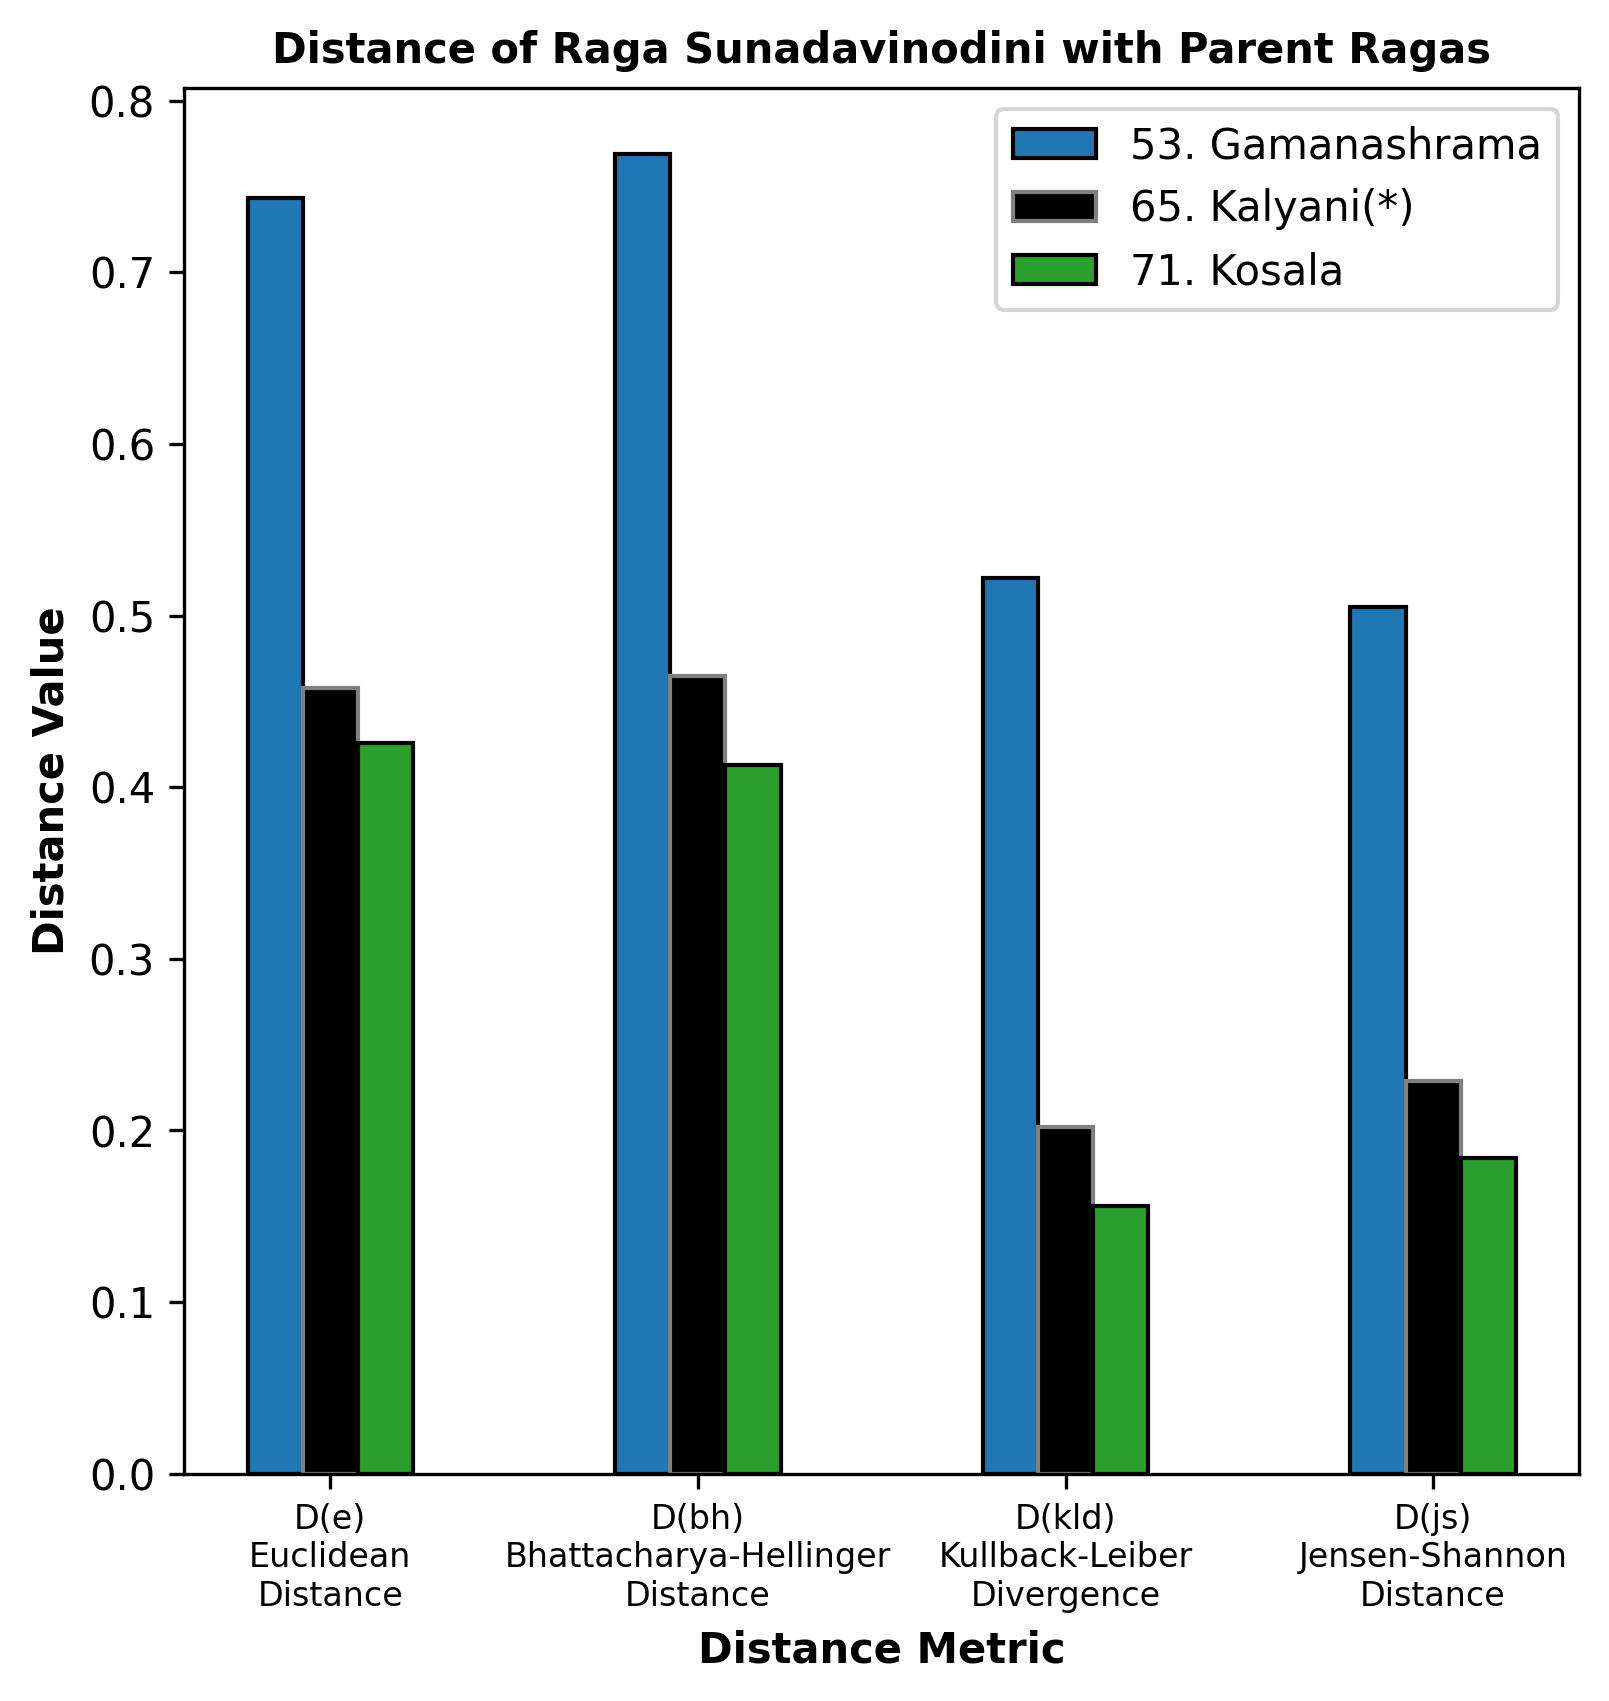 Distance of Raga Sunadavinodini with Parent Ragas
53. Gamanashrama
65. Kalyani(*)
71. Kosala
Distance Value
0.8
0.7
0.6
0.5
0.4
0.3
0.2
0.1
0.0
D(e)
Euclidean
Distance
D(bh)
Bhattacharya-Hellinger
Distance
D(kld)
Kullback-Leiber
Divergence
D(js)
Jensen-Shannon
Distance
Distance Metric